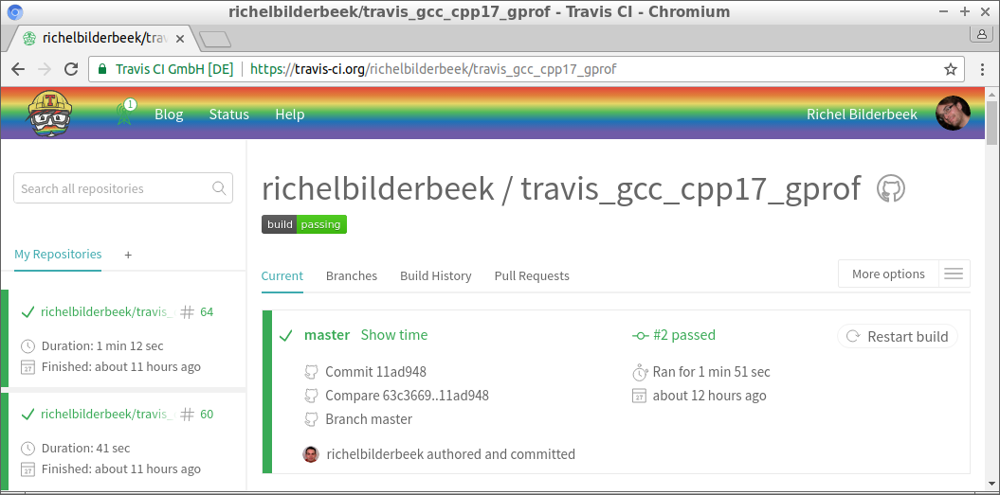 richelbilderbeek/travis_gcc_cpp17_gprof - Travis CI - Chromium
richelbilderbeek/trav
Travis CI GmbH [DE] https://travis-ci.org/richelbilderbeek/travis_gcc_cpp17_gprof
T 1 Blog Status Help Richel Bilderbeek
Search all repositories
richelbilderbeek / travis_gcc_cpp17_gprof
build passing
My Repositories +
Current Branches Build History Pull Requests More options
richelbilderbeek/travis_ # 64
Duration: 1 min 12 sec
Finished: about 11 hours ago
richelbilderbeek/travis_ # 60
Duration: 41 sec
Finished: about 11 hours ago
master Show time #2 passed Restart build
Commit 11ad948 Ran for 1 min 51 sec
Compare 63c3669..11ad948 27 about 12 hours ago
Branch master
richelbilderbeek authored and committed